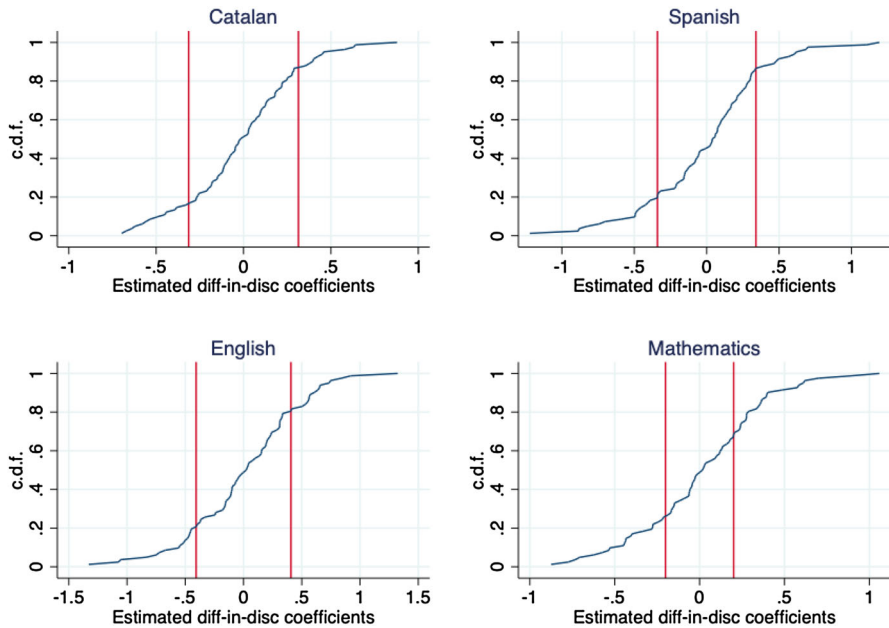 Catalan
c.d.f.
1
.8
.6
.4
.2
0
-1 -.5 0 .5 1
Estimated diff-in-disc coefficients
Spanish
c.d.f.
1
.8
.6
.4
.2
0
-1 -.5 0 .5 1
Estimated diff-in-disc coefficients
English
c.d.f.
1
.8
.6
.4
.2
0
-1.5 -1 -.5 0 .5 1 1.5
Estimated diff-in-disc coefficients
Mathematics
c.d.f.
1
.8
.6
.4
.2
0
-1 -.5 0 .5 1
Estimated diff-in-disc coefficients